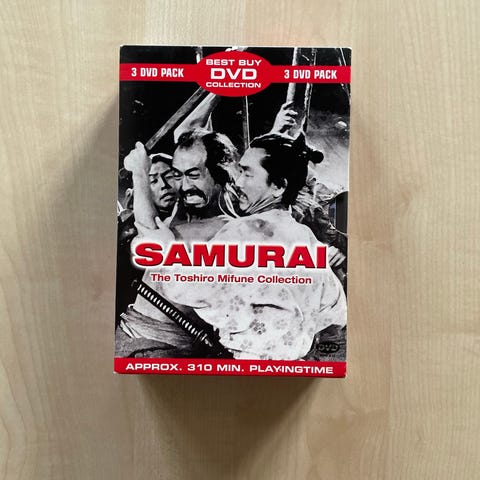 BEST BUY
3 DVD PACK
DVD
3 DVD PACK
COLLECTION
SAMURAI
The Toshiro Mifune Collection
DVD
APPROX. 310 MIN. PLAYINGTIME